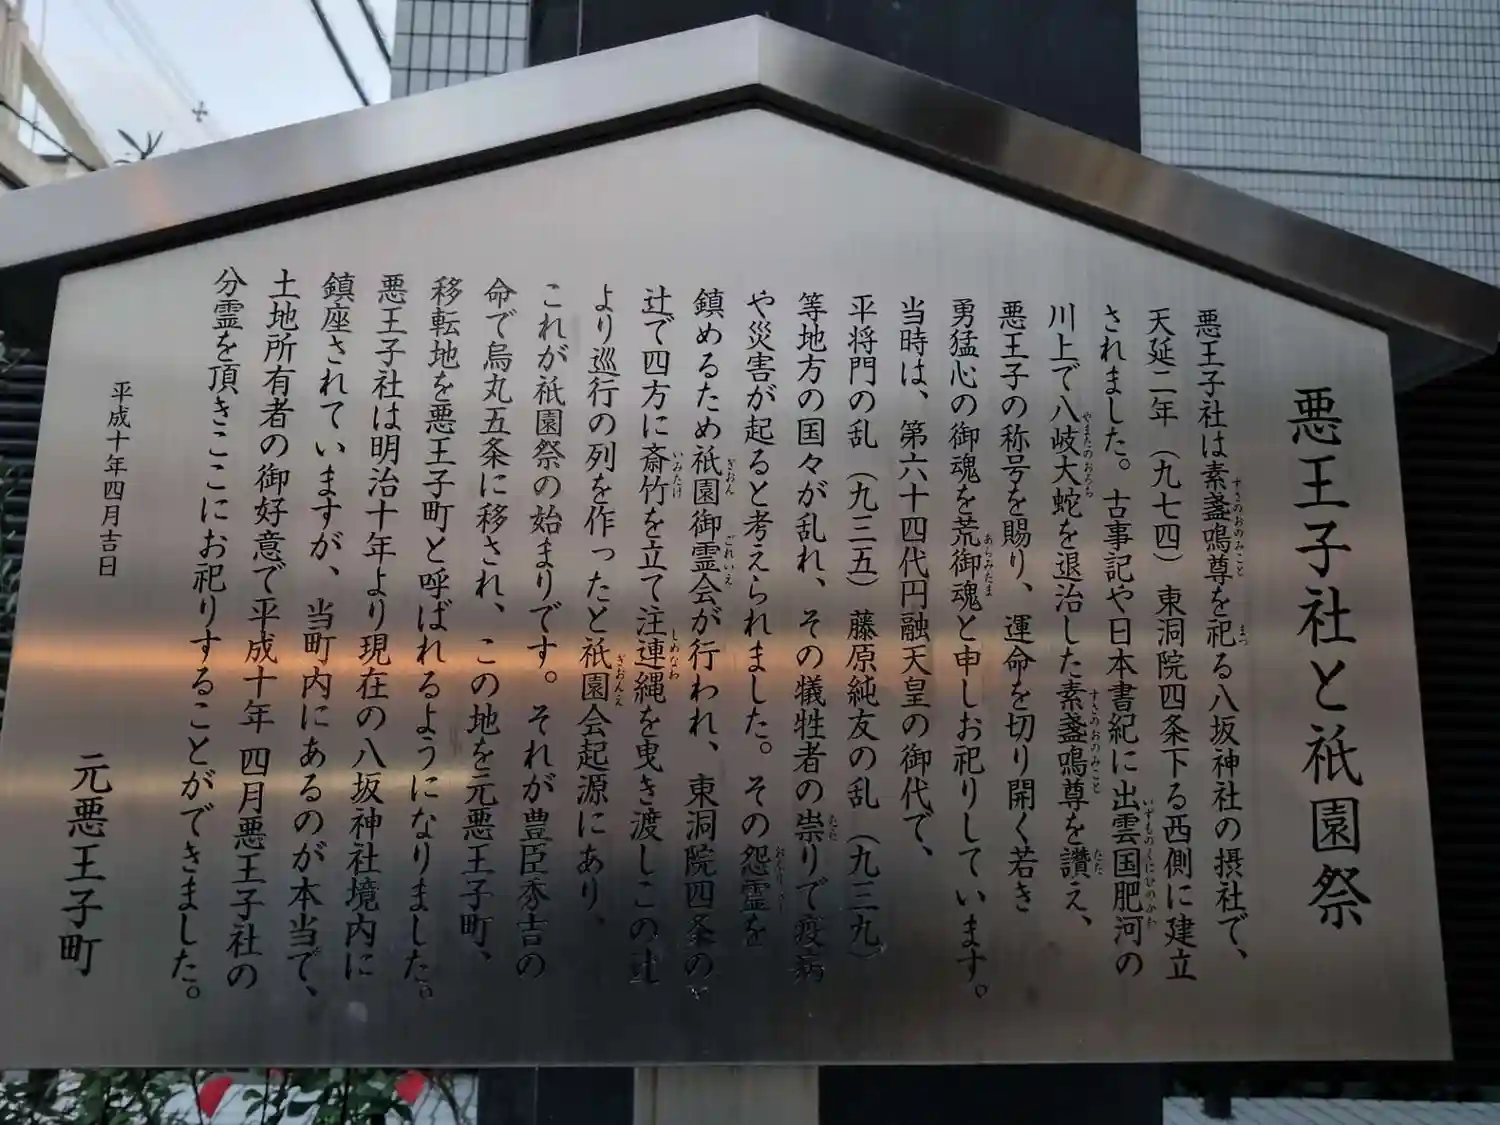 悪王子社と祇園祭
悪王子社は素盞鳴尊を祀る八坂神社の摂社で、
天延二年（九七四）東洞院四条下る西側に建立
されました。古事記や日本書紀に出雲国肥河の
川上で八岐大蛇を退治した素盞鳴尊を讃え、
悪王子の称号を賜り、運命を切り開く若き
勇猛心の御魂を荒御魂と申しお祀りしています。
当時は、第六十四代円融天皇の御代で、
平将門の乱（九三五）藤原純友の乱（九三九）
等地方の国々が乱れ、その犠牲者の祟りで疫病
や災害が起ると考えられました。その怨霊を
鎮めるため祇園御霊会が行われ、東洞院四条の
辻で四方に斎竹を立て注連縄を曳き渡しこの辻
より巡行の列を作ったと祇園会起源にあり、
これが祇園祭の始まりです。それが豊臣秀吉の
命で烏丸五条に移され、この地を元悪王子町、
移転地を悪王子町と呼ばれるようになりました。
悪王子社は明治十年より現在の八坂神社境内に
鎮座されていますが、当町内にあるのが本当で、
土地所有者の御好意で平成十年四月悪王子社の
分霊を頂きここにお祀りすることができました。
平成十年四月吉日
元悪王子町